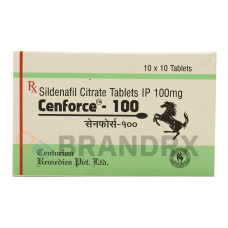 10 x 10 Tablets
Rx Sildenafil Citrate Tablets IP 100mg
Cenforce - 100
सेनफोर्स-१००
BRANDRX
Centurion
Remedies Pvt. Ltd.